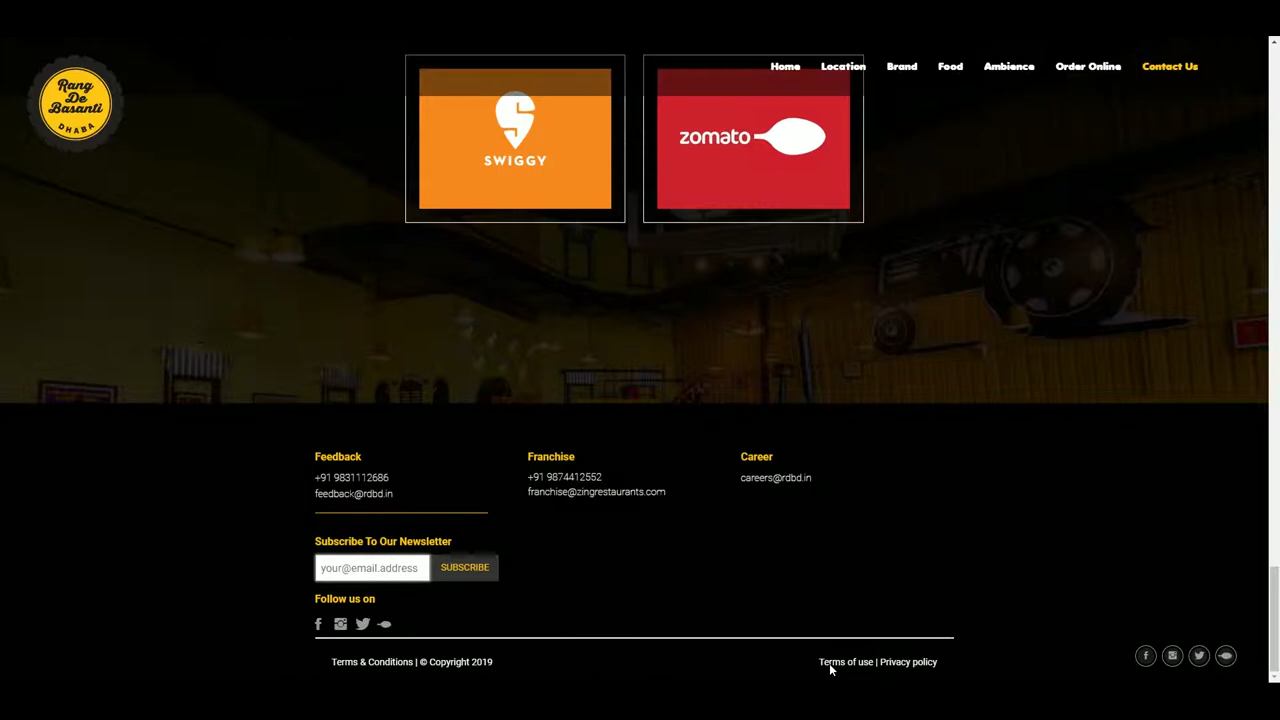 Rang
De
Basanti
DHABA
Home Location Brand Food Ambience Order Online Contact Us
SWIGGY
zomato
Feedback
+91 9831112686
feedback@rdbd.in
Franchise
+91 9874412552
franchise@zingrestaurants.com
Career
careers@rdbd.in
Subscribe To Our Newsletter
your@email.address SUBSCRIBE
Follow us on
Terms & Conditions | © Copyright 2019
Terms of use | Privacy policy